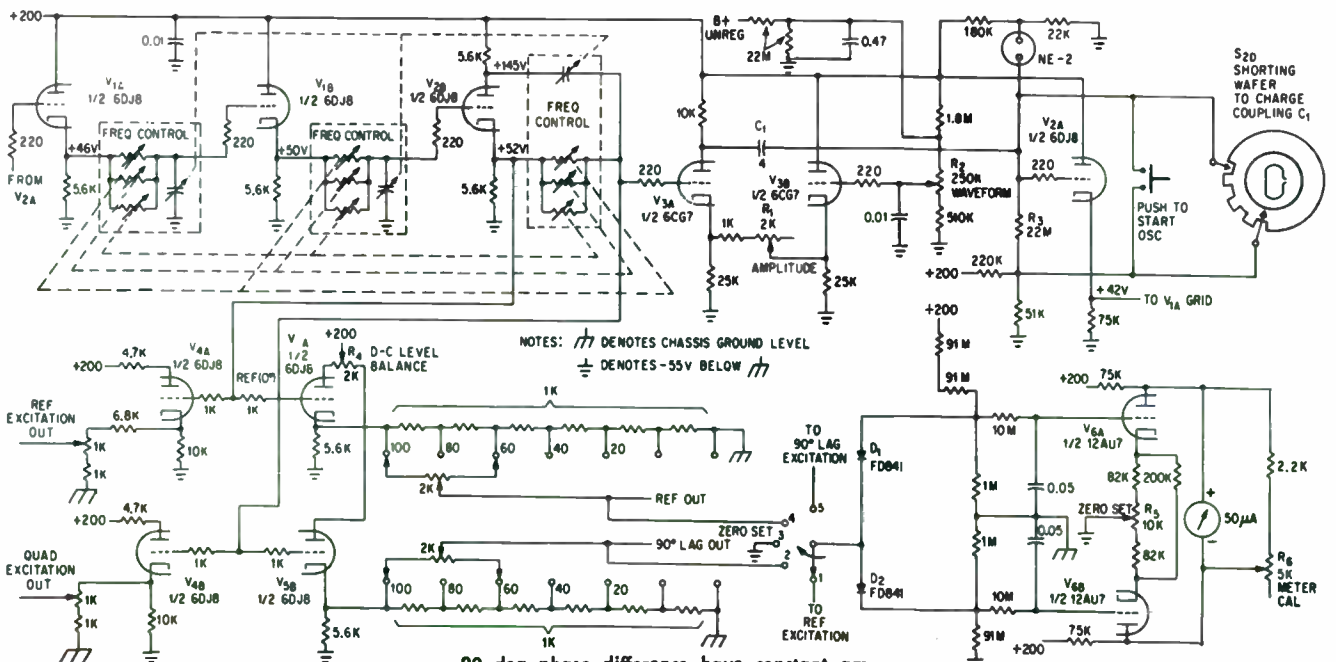 +200
0.01
V1A
1/2 6DJ8
220
FROM
V2A
+46V
5.6K
FREQ CONTROL
220
V1B
1/2 6DJ8
+50V
5.6K
FREQ CONTROL
220
5.6K
+145V
V2B
1/2 6DJ8
+52V
5.6K
FREQ
CONTROL
B+
UNREG
22M
0.47
10K
C1
4
220
V3A
1/2 6CG7
V3B
1/2 6CG7
220
1K
R1
2K
AMPLITUDE
25K
25K
0.01
180K
22K
NE-2
1.8M
R2
250K
WAVEFORM
510K
V2A
1/2 6DJ8
220
R3
22M
220K
+200
51K
+42V
TO V1A GRID
75K
PUSH TO
START
OSC
S2D
SHORTING
WAFER
TO CHARGE
COUPLING C1
NOTES: DENOTES CHASSIS GROUND LEVEL
DENOTES -55V BELOW
4.7K
+200
V4A
1/2 6DJ8
REF(0°)
1K
1K
V A
1/2
6DJ8
+200
R4
2K
D-C LEVEL
BALANCE
REF
EXCITATION
OUT
6.8K
1K
1K
10K
5.6K
1K
100
80
60
40
20
2K
REF OUT
4.7K
+200
QUAD
EXCITATION
OUT
1K
1K
V4B
1/2 6DJ8
10K
1K
1K
V5B
1/2 6DJ8
5.6K
2K
90° LAG OUT
100
80
60
40
20
1K
TO
90° LAG
EXCITATION
5
4
ZERO SET
3
2
1
TO
REF
EXCITATION
D1
FD841
D2
FD841
+200
91M
91M
10M
1M
1M
0.05
0.05
10M
91M
+200
75K
V6A
1/2 12AU7
82K
200K
ZERO SET
R5
10K
82K
V6B
1/2 12AU7
+200
75K
+
50µA
-
2.2K
R6
5K
METER
CAL
90 deg phase difference have constant am-